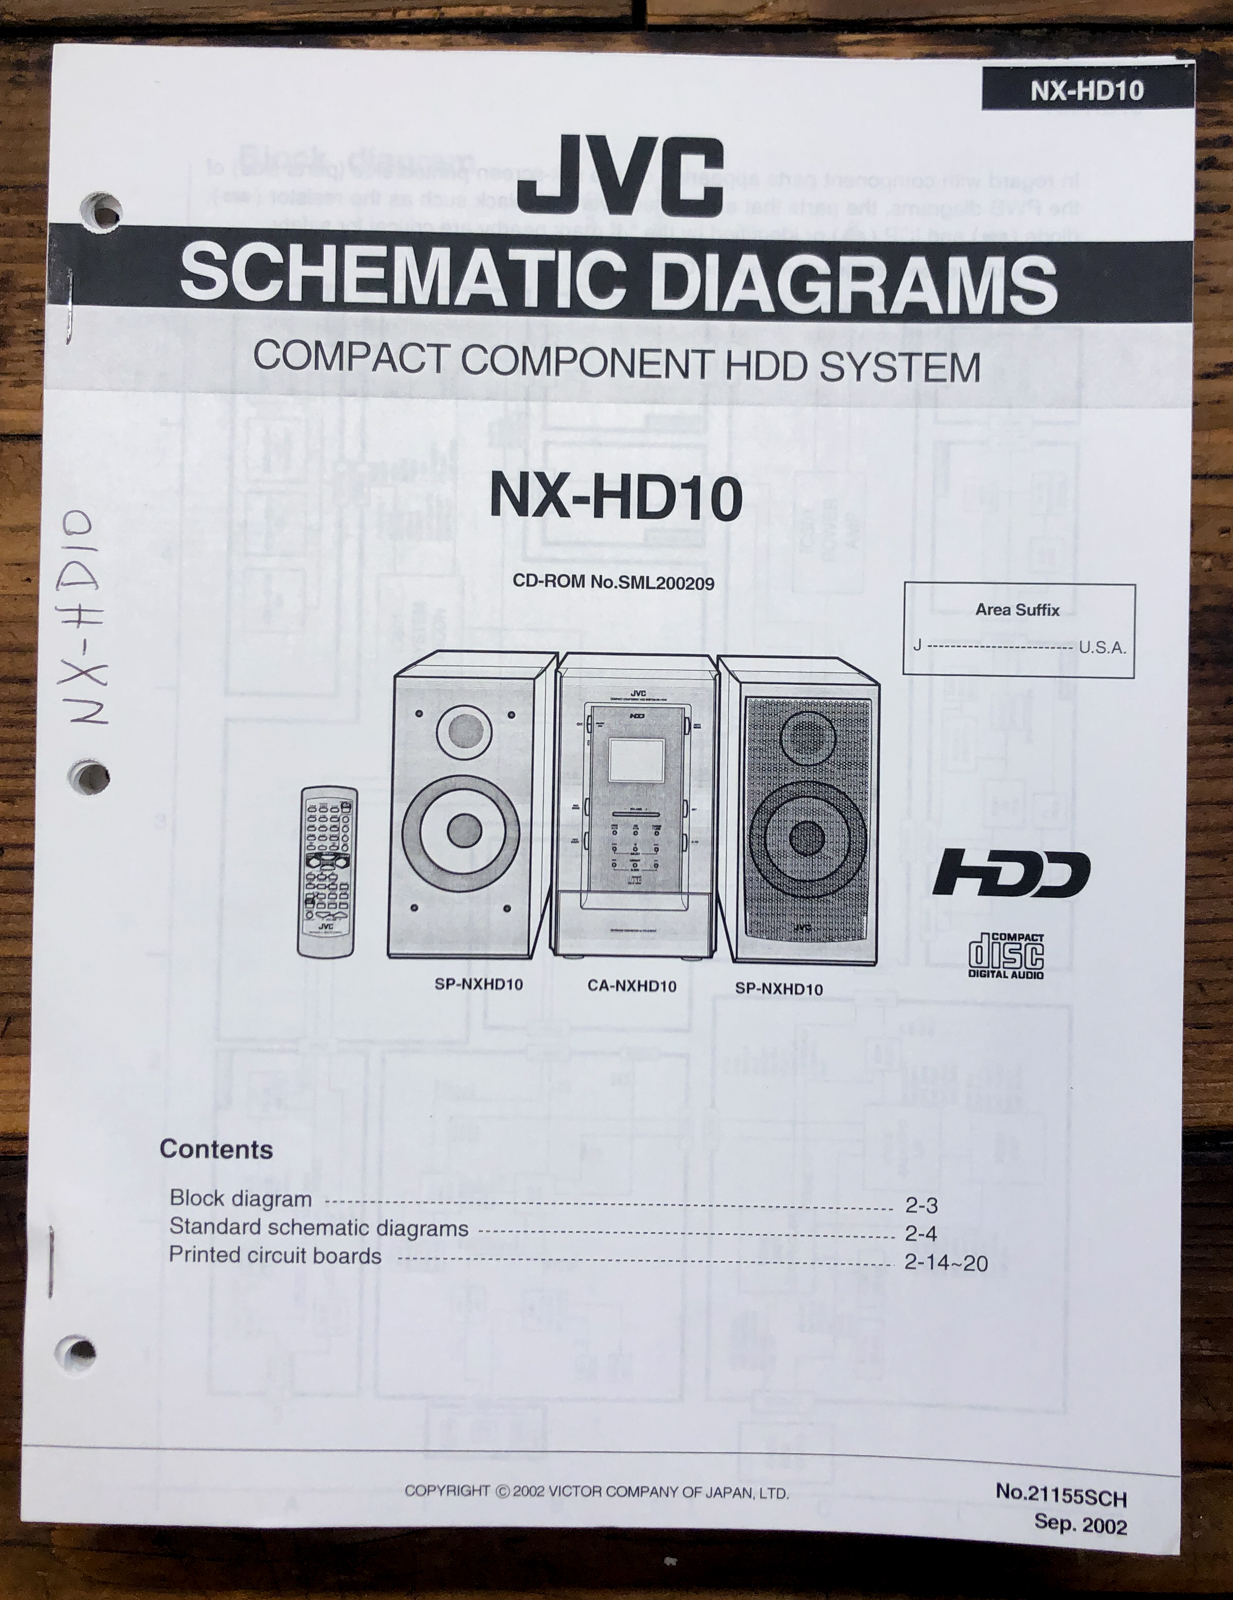 NX-HD10
JVC
SCHEMATIC DIAGRAMS
COMPACT COMPONENT HDD SYSTEM
NX-HD10
NX-HD10
CD-ROM No.SML200209
Area Suffix
J ------------------------- U.S.A.
JVC
HDD
JVC
JVC
HDD
COMPACT
disc
DIGITAL AUDIO
SP-NXHD10 CA-NXHD10 SP-NXHD10
Contents
Block diagram ------------------------- 2-3
Standard schematic diagrams ------------------------- 2-4
Printed circuit boards ------------------------- 2-14~20
COPYRIGHT © 2002 VICTOR COMPANY OF JAPAN, LTD.
No.21155SCH
Sep. 2002